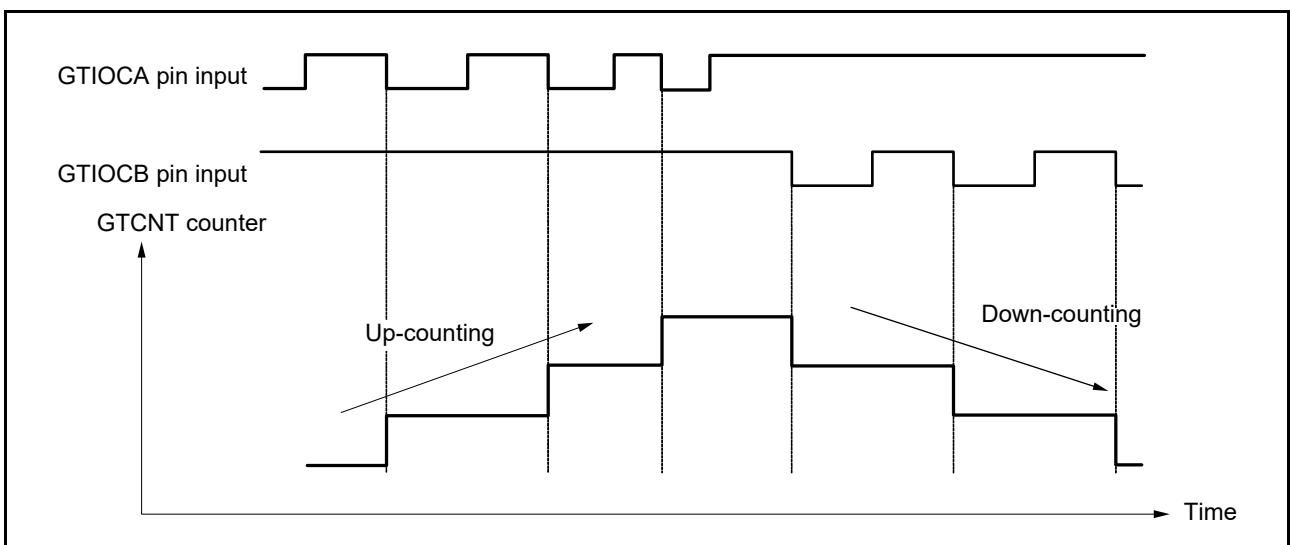 GTIOCA pin input
GTIOCB pin input
GTCNT counter
Up-counting
Down-counting
Time